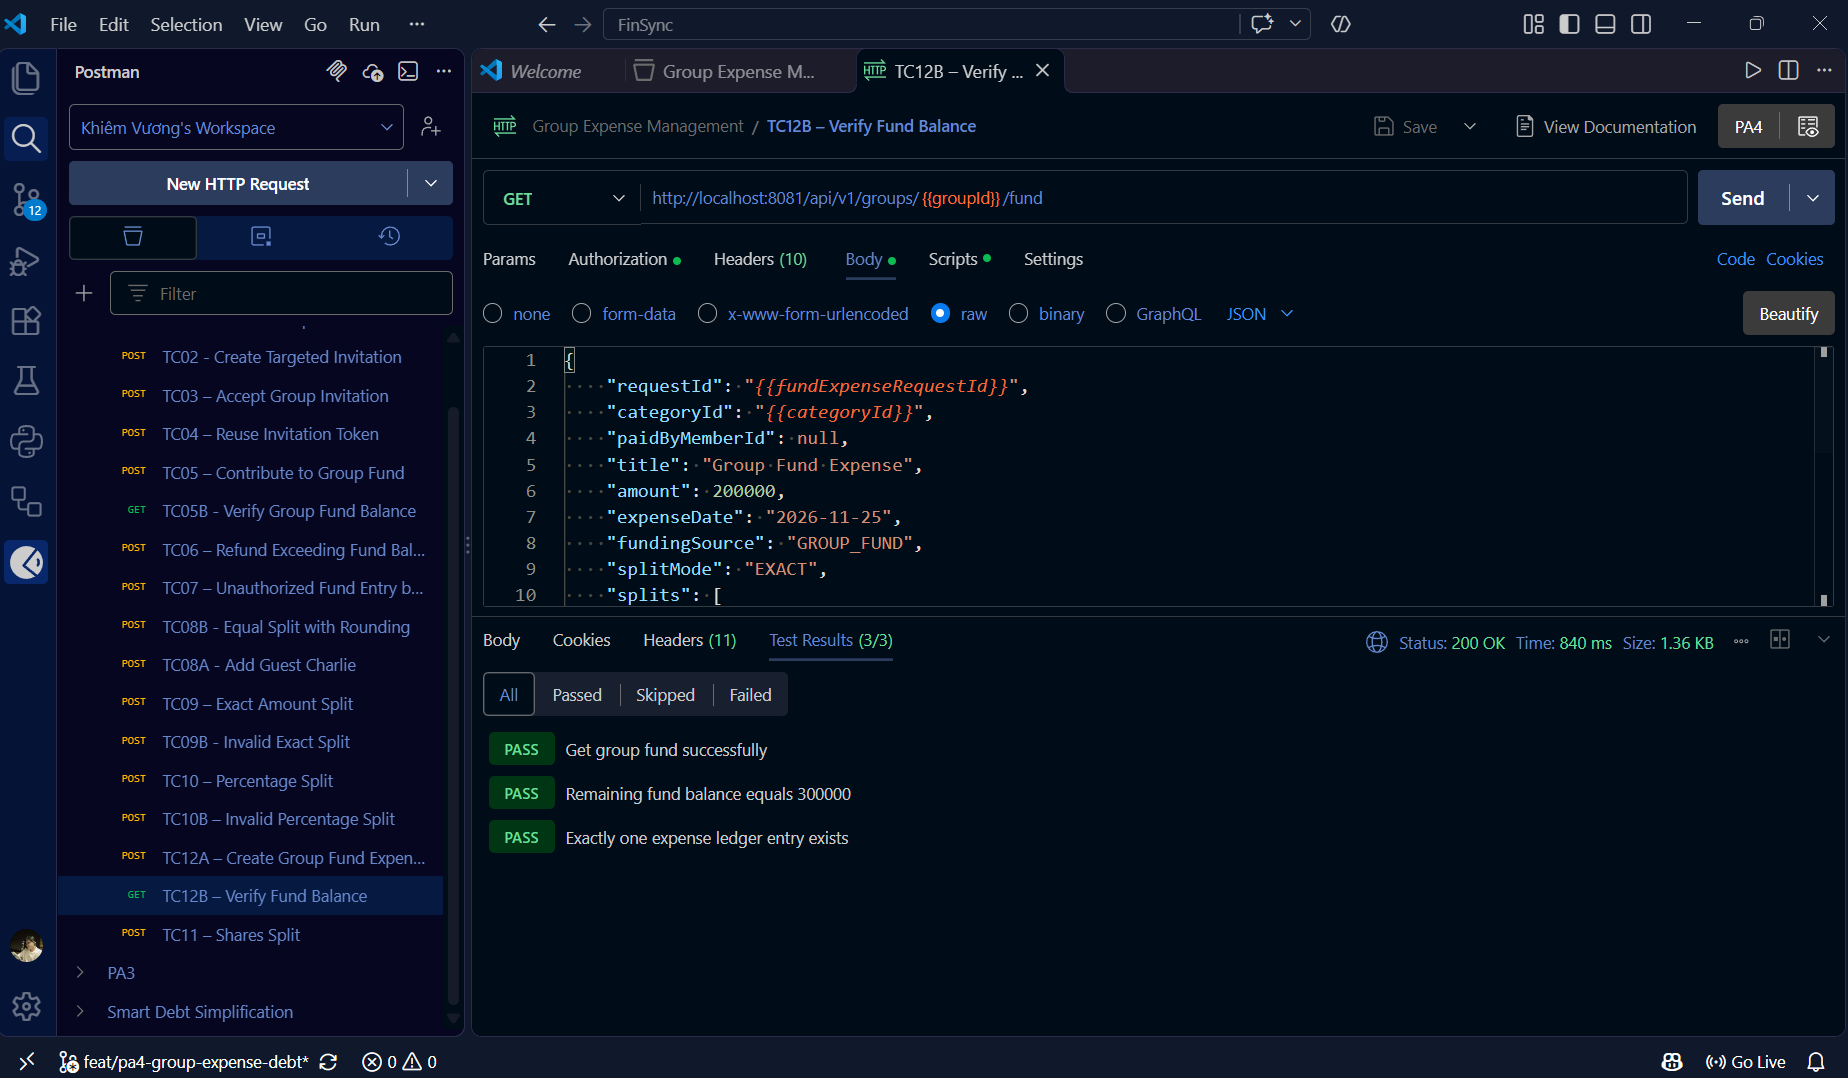 File Edit Selection View Go Run ···
FinSync
Postman
Khiêm Vương's Workspace
New HTTP Request
Filter
POST TC02 - Create Targeted Invitation
POST TC03 – Accept Group Invitation
POST TC04 – Reuse Invitation Token
POST TC05 – Contribute to Group Fund
GET TC05B - Verify Group Fund Balance
POST TC06 – Refund Exceeding Fund Bal...
POST TC07 – Unauthorized Fund Entry b...
POST TC08B - Equal Split with Rounding
POST TC08A - Add Guest Charlie
POST TC09 – Exact Amount Split
POST TC09B - Invalid Exact Split
POST TC10 – Percentage Split
POST TC10B – Invalid Percentage Split
POST TC12A – Create Group Fund Expen...
GET TC12B – Verify Fund Balance
POST TC11 – Shares Split
PA3
Smart Debt Simplification
12
Welcome
Group Expense M...
HTTP TC12B – Verify ...
HTTP Group Expense Management / TC12B – Verify Fund Balance
Save
View Documentation
PA4
GET http://localhost:8081/api/v1/groups/{{groupId}}/fund
Send
Params Authorization Headers (10) Body Scripts Settings
Code Cookies
none form-data x-www-form-urlencoded raw binary GraphQL JSON
Beautify
1 {
2 ····"requestId":·"{{fundExpenseRequestId}}",
3 ····"categoryId":·"{{categoryId}}",
4 ····"paidByMemberId":·null,
5 ····"title":·"Group·Fund·Expense",
6 ····"amount":·200000,
7 ····"expenseDate":·"2026-11-25",
8 ····"fundingSource":·"GROUP_FUND",
9 ····"splitMode":·"EXACT",
10 ····"splits":·[
Body Cookies Headers (11) Test Results (3/3)
Status: 200 OK Time: 840 ms Size: 1.36 KB
All Passed Skipped Failed
PASS Get group fund successfully
PASS Remaining fund balance equals 300000
PASS Exactly one expense ledger entry exists
feat/pa4-group-expense-debt* 0 0
Go Live